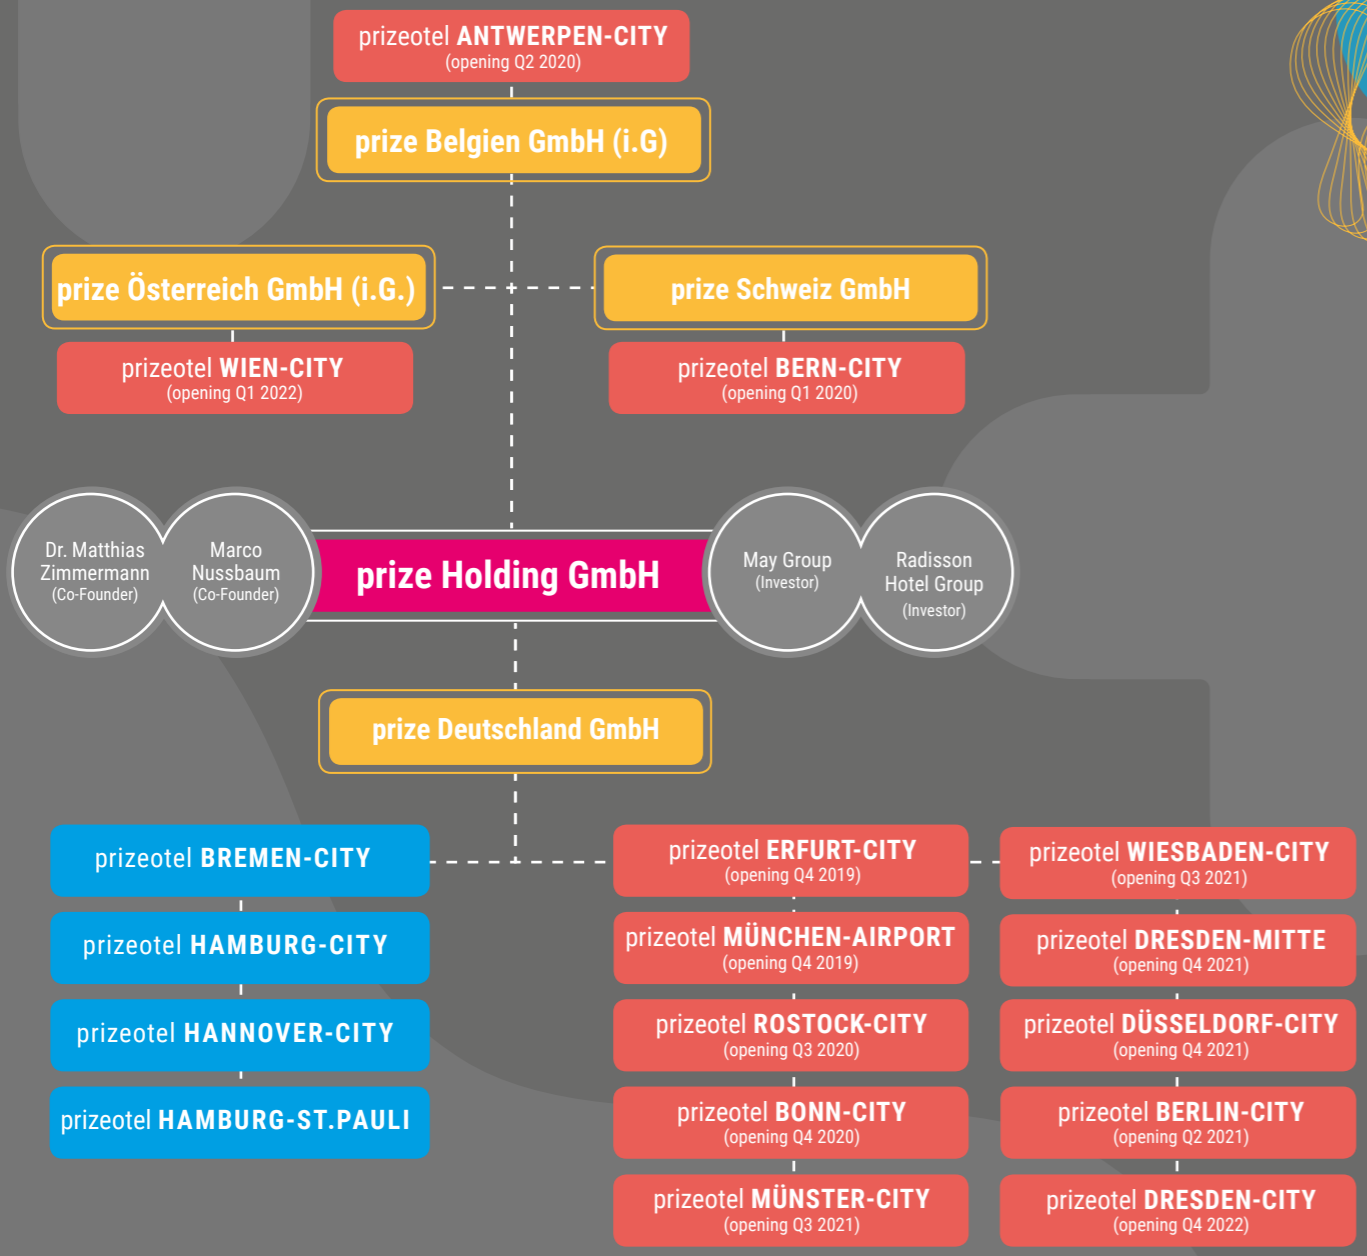 prizeotel ANTWERPEN-CITY
(opening Q2 2020)
prize Belgien GmbH (i.G)
prize Österreich GmbH (i.G.)
prizeotel WIEN-CITY
(opening Q1 2022)
prize Schweiz GmbH
prizeotel BERN-CITY
(opening Q1 2020)
Dr. Matthias
Zimmermann
(Co-Founder)
Marco
Nussbaum
(Co-Founder)
prize Holding GmbH
May Group
(Investor)
Radisson
Hotel Group
(Investor)
prize Deutschland GmbH
prizeotel BREMEN-CITY
prizeotel HAMBURG-CITY
prizeotel HANNOVER-CITY
prizeotel HAMBURG-ST.PAULI
prizeotel ERFURT-CITY
(opening Q4 2019)
prizeotel MÜNCHEN-AIRPORT
(opening Q4 2019)
prizeotel ROSTOCK-CITY
(opening Q3 2020)
prizeotel BONN-CITY
(opening Q4 2020)
prizeotel MÜNSTER-CITY
(opening Q3 2021)
prizeotel WIESBADEN-CITY
(opening Q3 2021)
prizeotel DRESDEN-MITTE
(opening Q4 2021)
prizeotel DÜSSELDORF-CITY
(opening Q4 2021)
prizeotel BERLIN-CITY
(opening Q2 2021)
prizeotel DRESDEN-CITY
(opening Q4 2022)